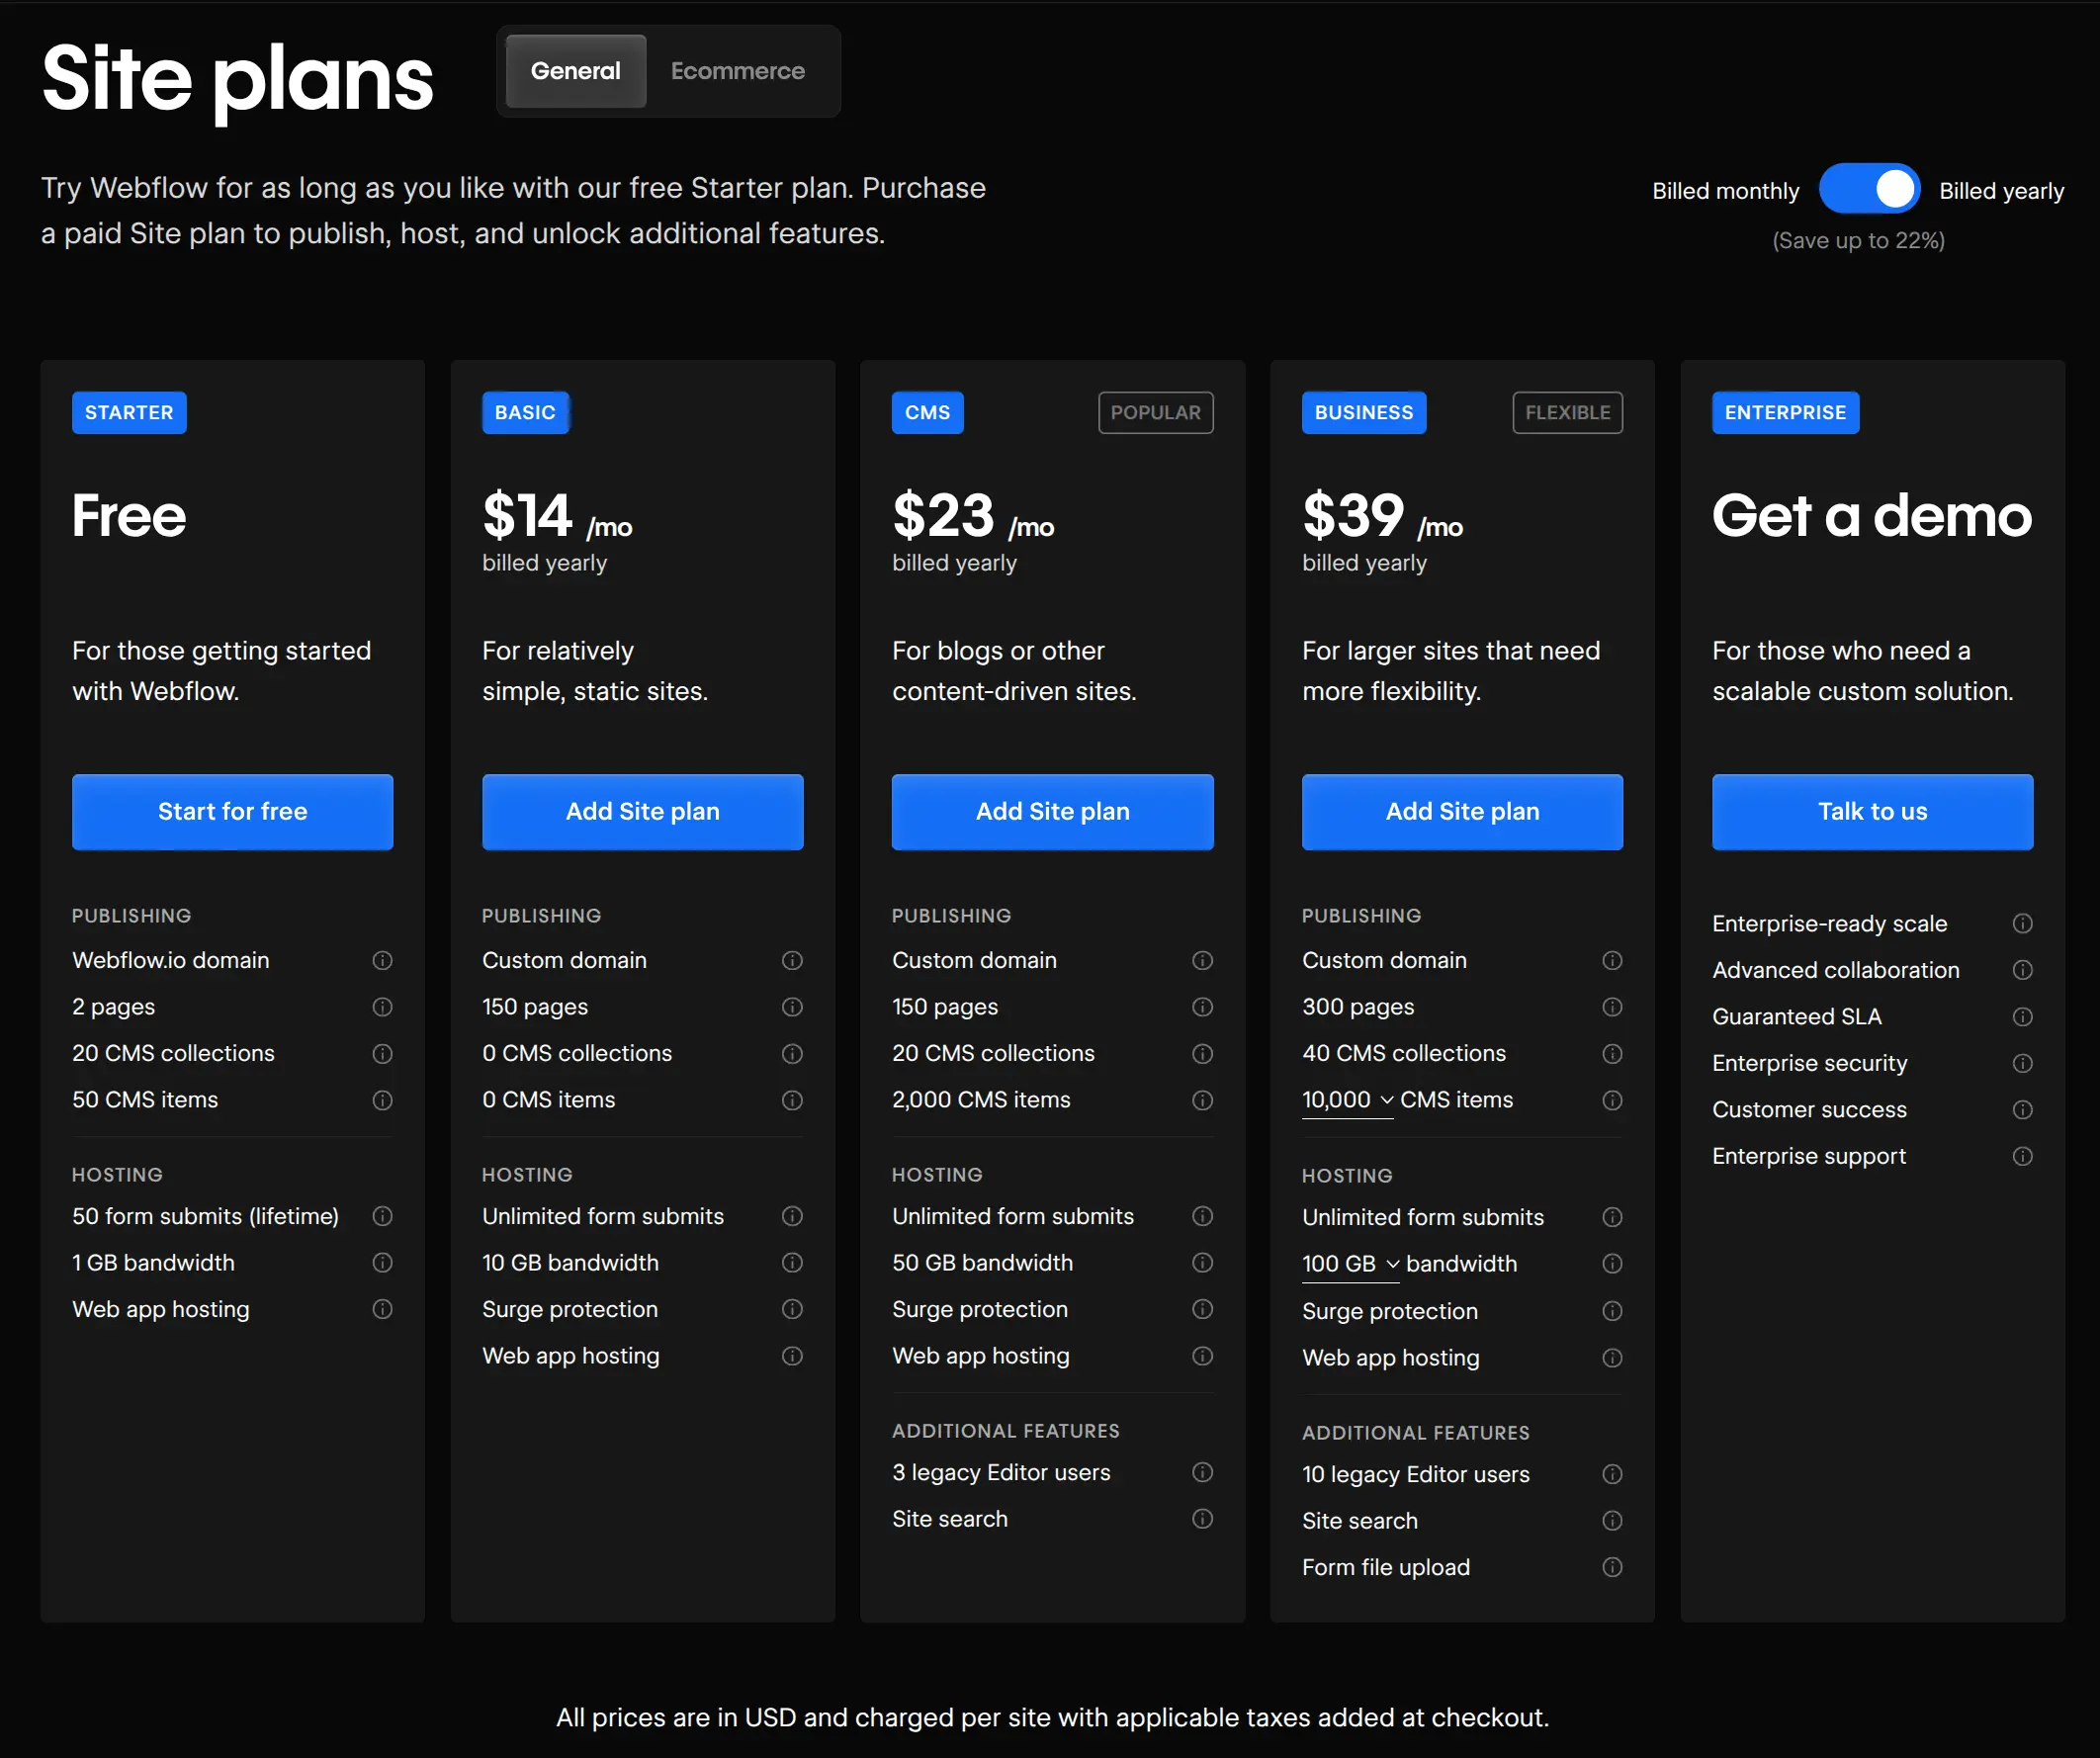 Site plans
General
Ecommerce
Try Webflow for as long as you like with our free Starter plan. Purchase
a paid Site plan to publish, host, and unlock additional features.
Billed monthly
Billed yearly
(Save up to 22%)
STARTER
Free
For those getting started
with Webflow.
Start for free
PUBLISHING
Webflow.io domain
2 pages
20 CMS collections
50 CMS items
HOSTING
50 form submits (lifetime)
1 GB bandwidth
Web app hosting
BASIC
$14 /mo
billed yearly
For relatively
simple, static sites.
Add Site plan
PUBLISHING
Custom domain
150 pages
0 CMS collections
0 CMS items
HOSTING
Unlimited form submits
10 GB bandwidth
Surge protection
Web app hosting
CMS
POPULAR
$23 /mo
billed yearly
For blogs or other
content-driven sites.
Add Site plan
PUBLISHING
Custom domain
150 pages
20 CMS collections
2,000 CMS items
HOSTING
Unlimited form submits
50 GB bandwidth
Surge protection
Web app hosting
ADDITIONAL FEATURES
3 legacy Editor users
Site search
BUSINESS
FLEXIBLE
$39 /mo
billed yearly
For larger sites that need
more flexibility.
Add Site plan
PUBLISHING
Custom domain
300 pages
40 CMS collections
10,000 CMS items
HOSTING
Unlimited form submits
100 GB bandwidth
Surge protection
Web app hosting
ADDITIONAL FEATURES
10 legacy Editor users
Site search
Form file upload
ENTERPRISE
Get a demo
For those who need a
scalable custom solution.
Talk to us
Enterprise-ready scale
Advanced collaboration
Guaranteed SLA
Enterprise security
Customer success
Enterprise support
All prices are in USD and charged per site with applicable taxes added at checkout.